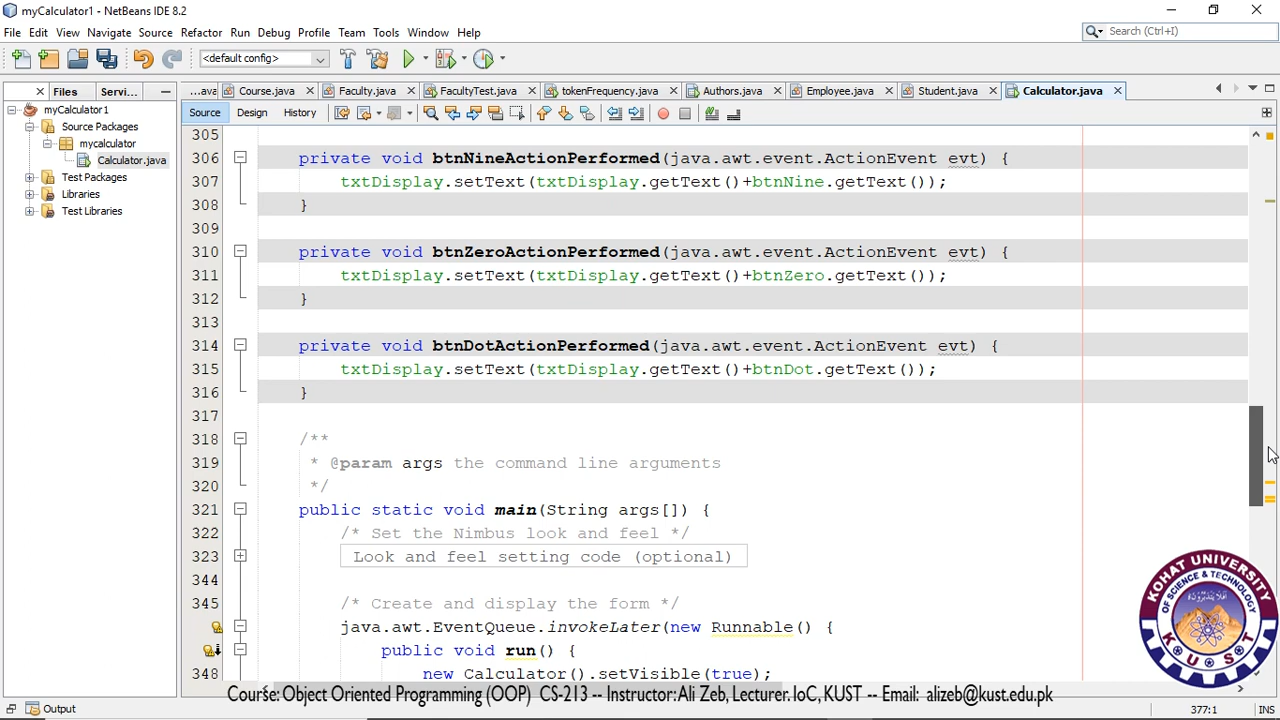 myCalculator1 - NetBeans IDE 8.2
File Edit View Navigate Source Refactor Run Debug Profile Team Tools Window Help
Search (Ctrl+I)
<default config>
Files Servi...
...ava Course.java Faculty.java FacultyTest.java tokenFrequency.java Authors.java Employee.java Student.java Calculator.java
Source Design History
myCalculator1
Source Packages
mycalculator
Calculator.java
Test Packages
Libraries
Test Libraries
305
306 private void btnNineActionPerformed(java.awt.event.ActionEvent evt) {
307 txtDisplay.setText(txtDisplay.getText()+btnNine.getText());
308 }
309
310 private void btnZeroActionPerformed(java.awt.event.ActionEvent evt) {
311 txtDisplay.setText(txtDisplay.getText()+btnZero.getText());
312 }
313
314 private void btnDotActionPerformed(java.awt.event.ActionEvent evt) {
315 txtDisplay.setText(txtDisplay.getText()+btnDot.getText());
316 }
317
318 /**
319 * @param args the command line arguments
320 */
321 public static void main(String args[]) {
322 /* Set the Nimbus look and feel */
323 Look and feel setting code (optional)
344
345 /* Create and display the form */
java.awt.EventQueue.invokeLater(new Runnable() {
public void run() {
348 new Calculator().setVisible(true);
KOHAT UNIVERSITY
OF SCIENCE & TECHNOLOGY
K U S T
Course: Object Oriented Programming (OOP) CS-213 -- Instructor: Ali Zeb, Lecturer. IoC, KUST -- Email: alizeb@kust.edu.pk
Output
377:1 INS